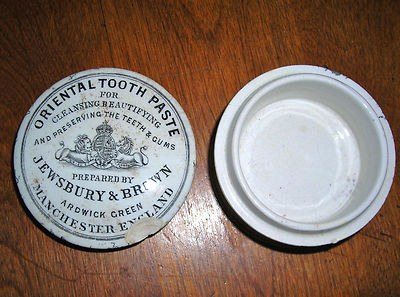 ORIENTAL TOOTH PASTE
FOR
CLEANSING BEAUTIFYING
AND PRESERVING THE TEETH & GUMS
PREPARED BY
JEWSBURY & BROWN
ARDWICK GREEN
MANCHESTER ENGLAND